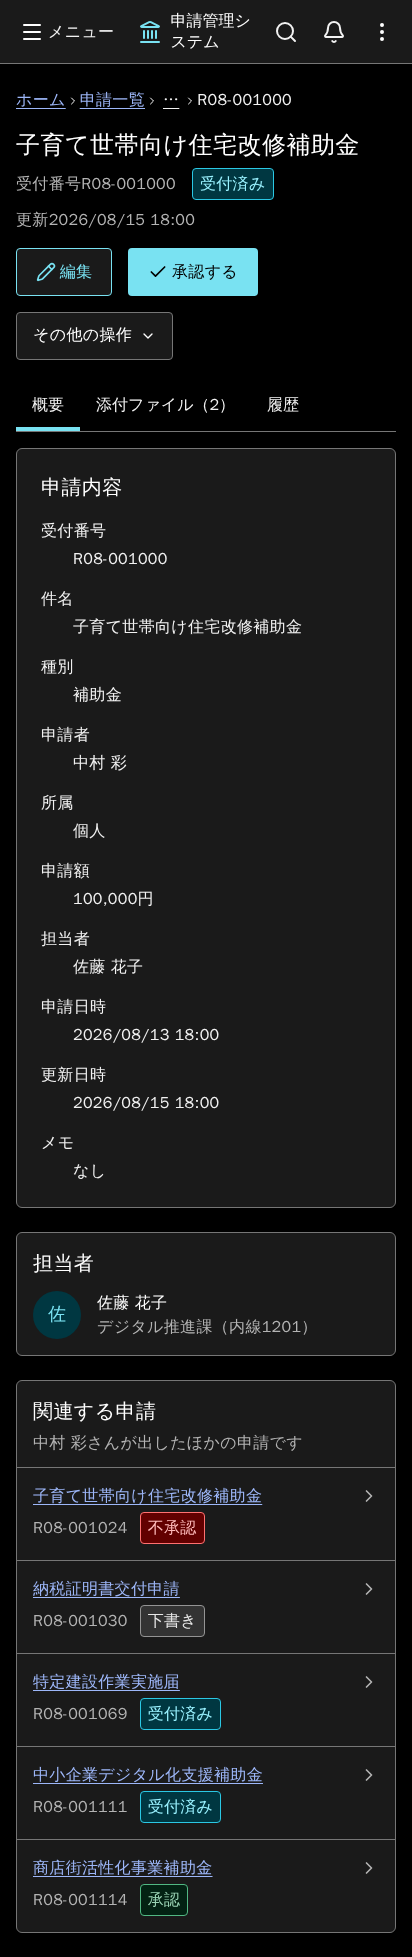 メニュー
申請管理シ
ステム
ホーム › 申請一覧 › … › R08-001000
子育て世帯向け住宅改修補助金
受付番号R08-001000 受付済み
更新2026/08/15 18:00
編集 承認する
その他の操作
概要 添付ファイル（2） 履歴
申請内容
受付番号
R08-001000
件名
子育て世帯向け住宅改修補助金
種別
補助金
申請者
中村 彩
所属
個人
申請額
100,000円
担当者
佐藤 花子
申請日時
2026/08/13 18:00
更新日時
2026/08/15 18:00
メモ
なし
担当者
佐
佐藤 花子
デジタル推進課（内線1201）
関連する申請
中村 彩さんが出したほかの申請です
子育て世帯向け住宅改修補助金
R08-001024 不承認
納税証明書交付申請
R08-001030 下書き
特定建設作業実施届
R08-001069 受付済み
中小企業デジタル化支援補助金
R08-001111 受付済み
商店街活性化事業補助金
R08-001114 承認